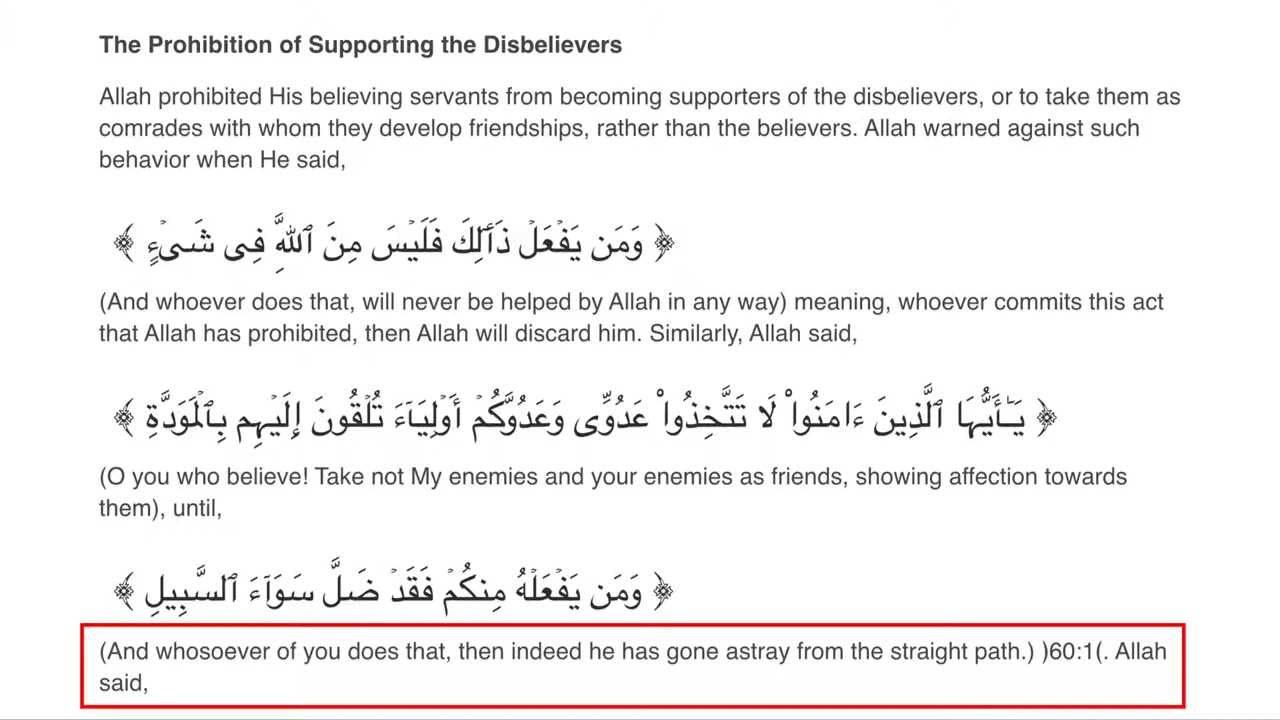 The Prohibition of Supporting the Disbelievers
Allah prohibited His believing servants from becoming supporters of the disbelievers, or to take them as
comrades with whom they develop friendships, rather than the believers. Allah warned against such
behavior when He said,
﴿ وَمَن يَفْعَلْ ذَٲلِكَ فَلَيْسَ مِنَ ٱللَّهِ فِى شَىْءٍ ﴾
(And whoever does that, will never be helped by Allah in any way) meaning, whoever commits this act
that Allah has prohibited, then Allah will discard him. Similarly, Allah said,
﴿ يَـٰٓأَيُّہَا ٱلَّذِينَ ءَامَنُواْ لَا تَتَّخِذُواْ عَدُوِّى وَعَدُوَّكُمْ أَوْلِيَآءَ تُلْقُونَ إِلَيْہِم بِٱلْمَوَدَّةِ ﴾
(O you who believe! Take not My enemies and your enemies as friends, showing affection towards
them), until,
﴿ وَمَن يَفْعَلْهُ مِنكُمْ فَقَدْ ضَلَّ سَوَآءَ ٱلسَّبِيلِ ﴾
(And whosoever of you does that, then indeed he has gone astray from the straight path.) )60:1(. Allah
said,